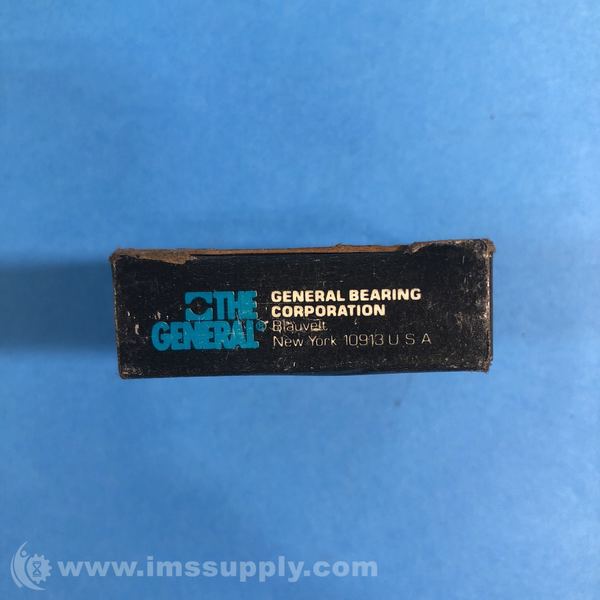 THE
GENERAL®
GENERAL BEARING
CORPORATION
Blauvelt
New York 10913 U S A
www.imssupply.com